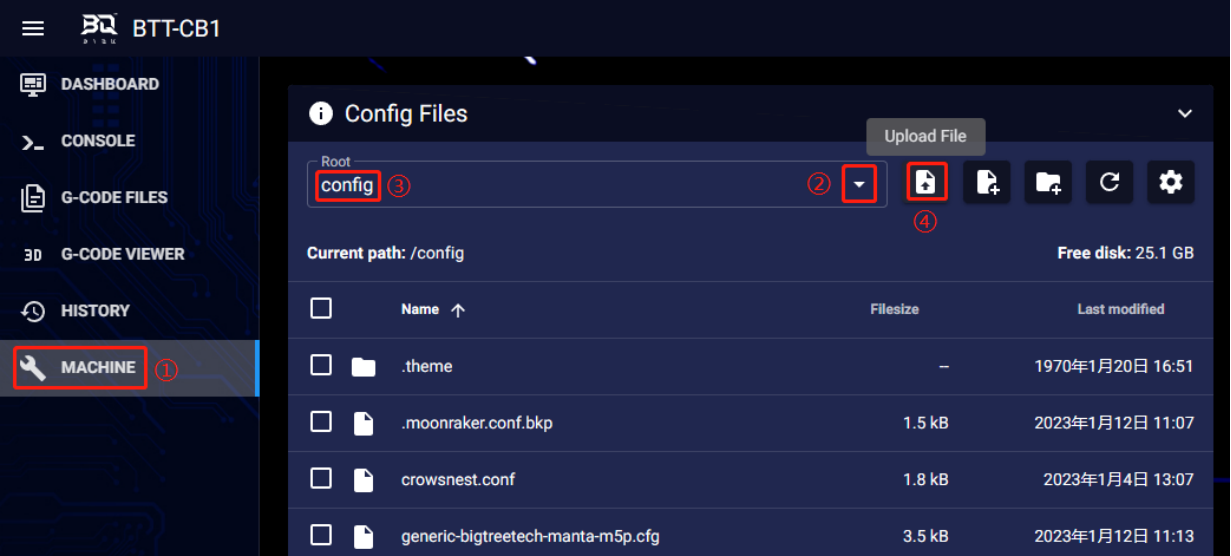 BQ BTT-CB1
DASHBOARD
CONSOLE
G-CODE FILES
3D G-CODE VIEWER
HISTORY
MACHINE ①
Config Files
Upload File
Root
config ③
②
④
Current path: /config
Free disk: 25.1 GB
Name Filesize Last modified
.theme -- 1970年1月20日 16:51
.moonraker.conf.bkp 1.5 kB 2023年1月12日 11:07
crowsnest.conf 1.8 kB 2023年1月4日 13:07
generic-bigtreetech-manta-m5p.cfg 3.5 kB 2023年1月12日 11:13